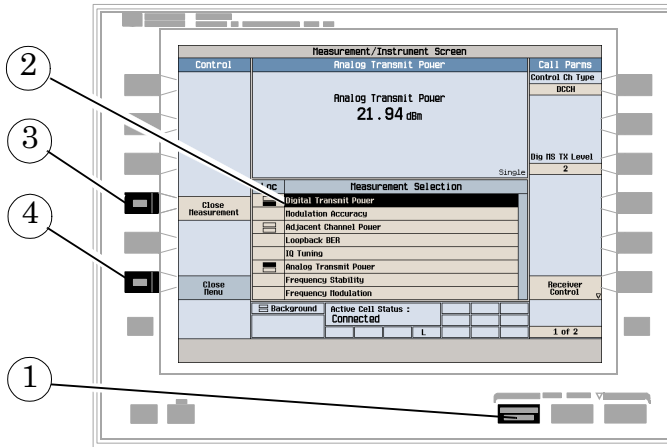 Measurement/Instrument Screen
Control
Analog Transmit Power
Call Parms
Control Ch Type
DCCH
Analog Transmit Power
21.94 dBm
Dig MS TX Level
2
Single
Loc
Measurement Selection
Digital Transmit Power
Modulation Accuracy
Adjacent Channel Power
Loopback BER
IQ Tuning
Analog Transmit Power
Frequency Stability
Frequency Modulation
Close
Measurement
Close
Menu
Receiver
Control
Background
Active Cell Status :
Connected
L
1 of 2
2
3
4
1